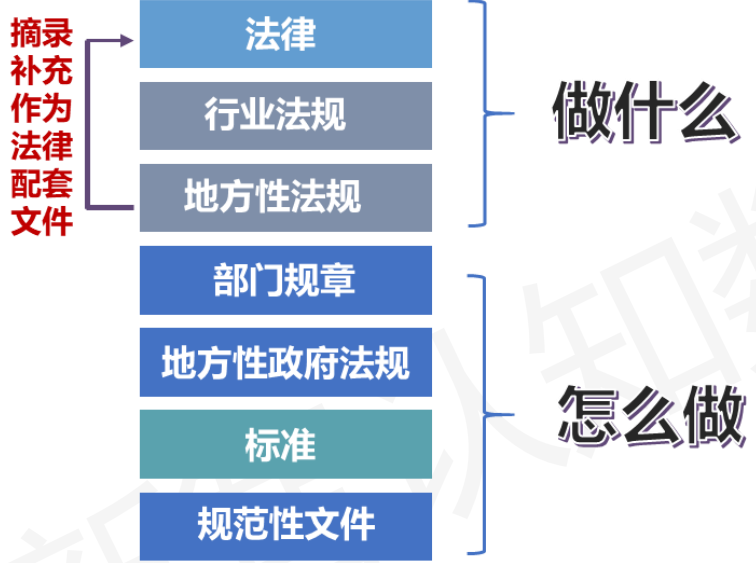 摘录
补充
作为
法律
配套
文件
法律
行业法规
地方性法规
做什么
部门规章
地方性政府法规
标准
规范性文件
怎么做